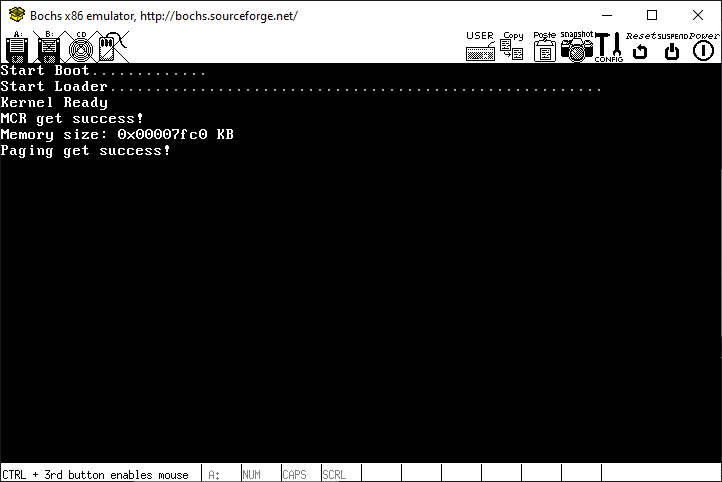 Bochs x86 emulator, http://bochs.sourceforge.net/
A: B: CD USER Copy Paste snapshot CONFIG Reset SUSPEND Power
Start Boot.............
Start Loader.......................................................
Kernel Ready
MCR get success!
Memory size: 0x00007fc0 KB
Paging get success!
CTRL + 3rd button enables mouse A: NUM CAPS SCRL